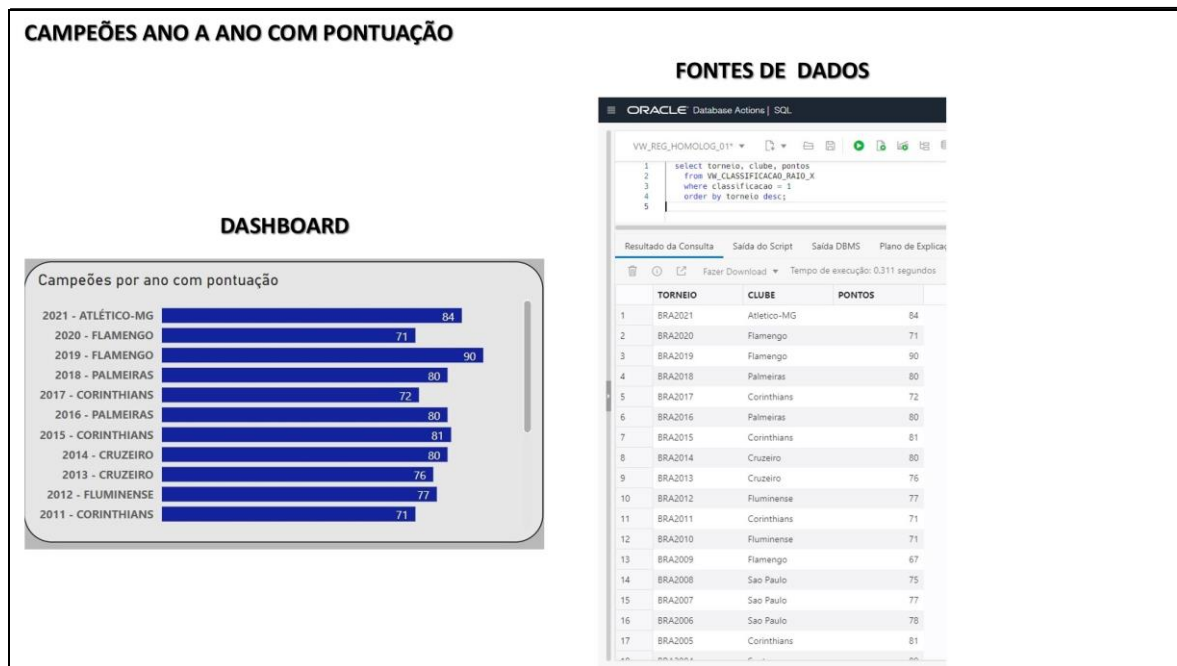 CAMPEÕES ANO A ANO COM PONTUAÇÃO
FONTES DE DADOS
DASHBOARD
Campeões por ano com pontuação
2021 - ATLÉTICO-MG 84
2020 - FLAMENGO 71
2019 - FLAMENGO 90
2018 - PALMEIRAS 80
2017 - CORINTHIANS 72
2016 - PALMEIRAS 80
2015 - CORINTHIANS 81
2014 - CRUZEIRO 80
2013 - CRUZEIRO 76
2012 - FLUMINENSE 77
2011 - CORINTHIANS 71
ORACLE Database Actions | SQL
VW_REG_HOMOLOG_01*
1 select torneio, clube, pontos
2 from VW_CLASSIFICACAO_RAIO_X
3 where classificacao = 1
4 order by torneio desc;
5
Resultado da Consulta Saída do Script Saída DBMS Plano de Explicaç
Fazer Download Tempo de execução: 0.311 segundos
TORNEIO CLUBE PONTOS
1 BRA2021 Atletico-MG 84
2 BRA2020 Flamengo 71
3 BRA2019 Flamengo 90
4 BRA2018 Palmeiras 80
5 BRA2017 Corinthians 72
6 BRA2016 Palmeiras 80
7 BRA2015 Corinthians 81
8 BRA2014 Cruzeiro 80
9 BRA2013 Cruzeiro 76
10 BRA2012 Fluminense 77
11 BRA2011 Corinthians 71
12 BRA2010 Fluminense 71
13 BRA2009 Flamengo 67
14 BRA2008 Sao Paulo 75
15 BRA2007 Sao Paulo 77
16 BRA2006 Sao Paulo 78
17 BRA2005 Corinthians 81